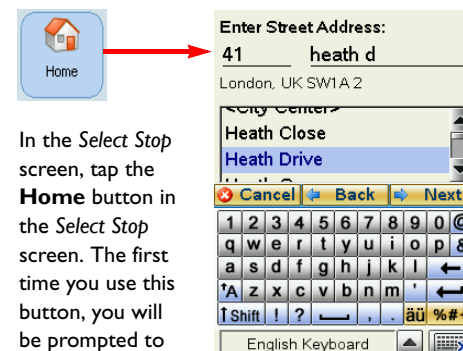 Home
In the Select Stop
screen, tap the
Home button in
the Select Stop
screen. The first
time you use this
button, you will
be prompted to
Enter Street Address:
41 heath d
London, UK SW1A 2
<City Center>
Heath Close
Heath Drive
Cancel Back Next
1 2 3 4 5 6 7 8 9 0 @
q w e r t y u i o p &
a s d f g h j k l
*A z x c v b n m '
Shift ! ? , . äü %#
English Keyboard